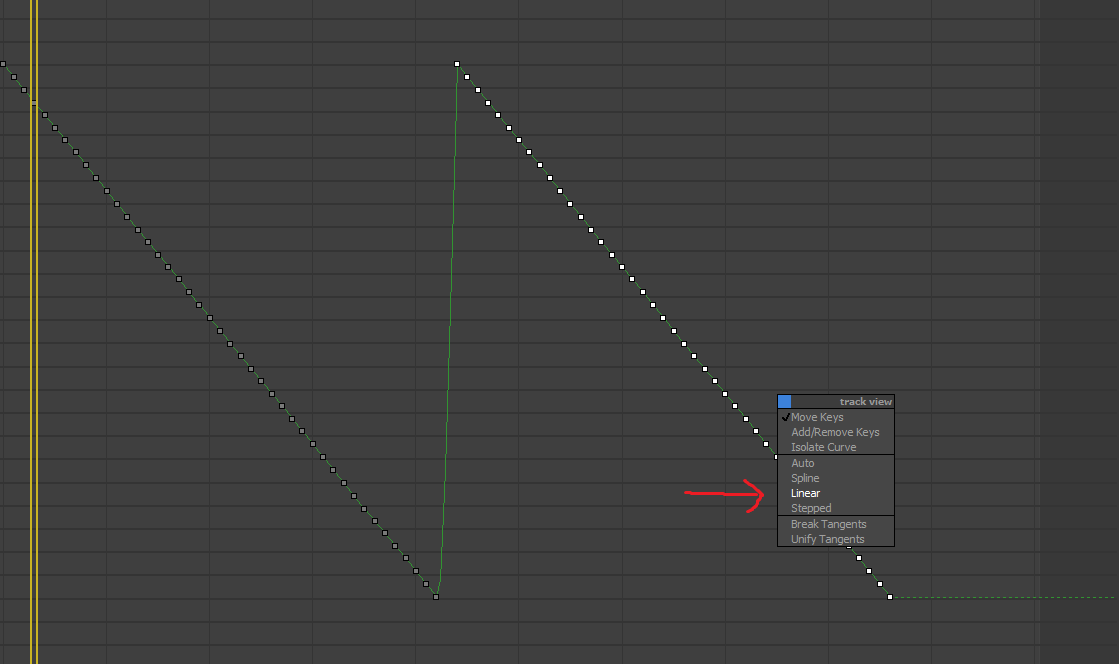 track view
Move Keys
Add/Remove Keys
Isolate Curve
Auto
Spline
Linear
Stepped
Break Tangents
Unify Tangents